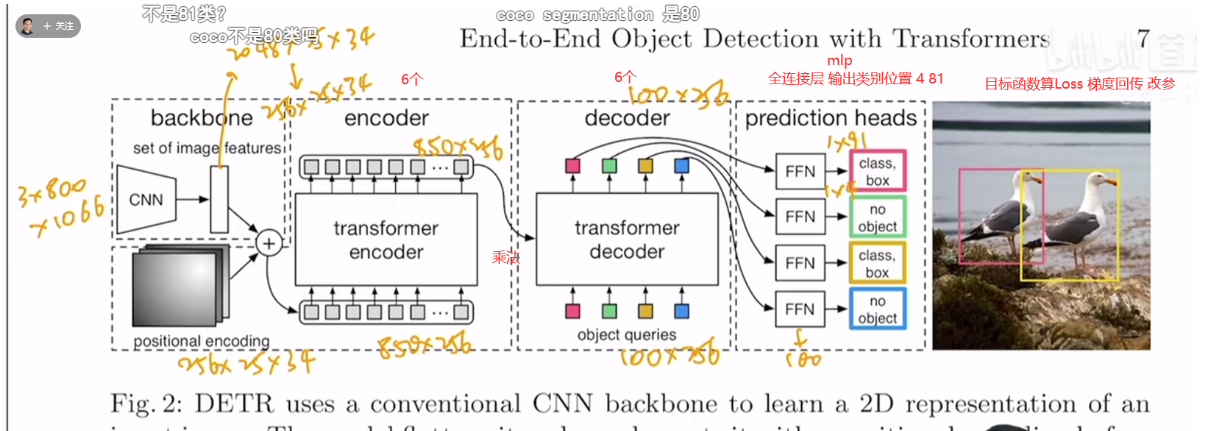 不是81类?
coco segmentation 是80
+ 关注
coco不是80类吗
2048×25×34
End-to-End Object Detection with Transformers 7
mlp
256×25×34
6个
6个
全连接层 输出类别位置 4 81
目标函数算Loss 梯度回传 改参
100×256
backbone
encoder
decoder
prediction heads
set of image features
850×256
1×91
3×800
×1066
CNN
FFN
class,
box
1×4
transformer
encoder
transformer
decoder
FFN
no
object
+
乘法
FFN
class,
box
...
FFN
no
object
positional encoding
object queries
256×25×34
850×256
100×256
100
Fig. 2: DETR uses a conventional CNN backbone to learn a 2D representation of an